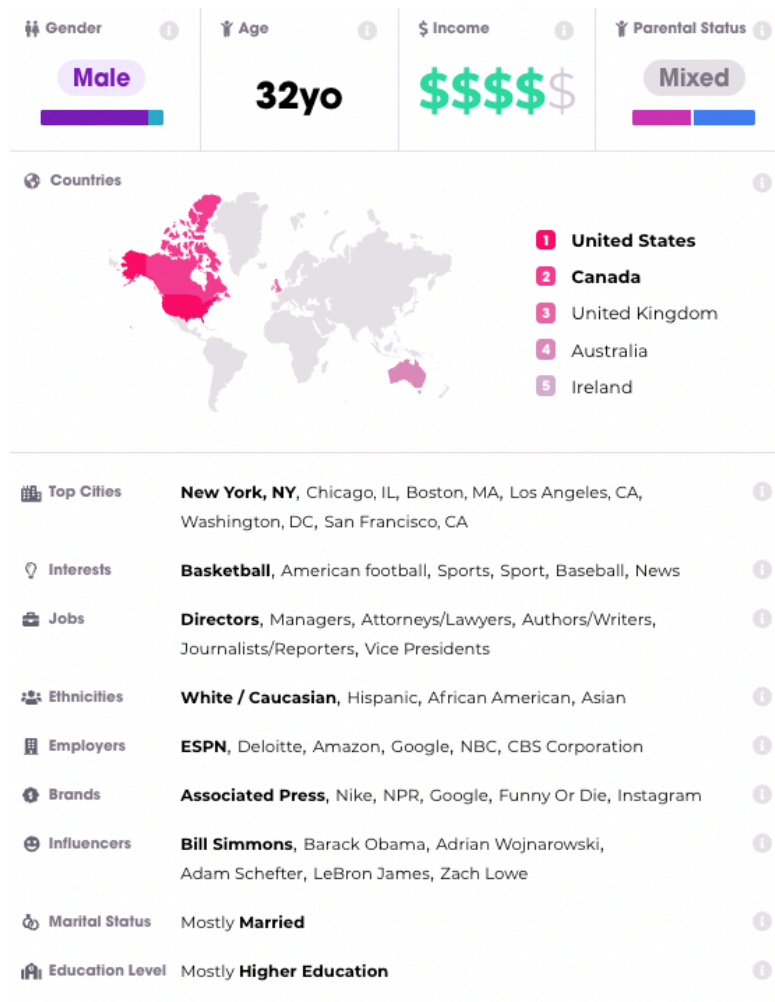 Gender
Age
$ Income
Parental Status
Male
32yo
$$$$$
Mixed
Countries
1 United States
2 Canada
3 United Kingdom
4 Australia
5 Ireland
Top Cities
New York, NY, Chicago, IL, Boston, MA, Los Angeles, CA,
Washington, DC, San Francisco, CA
Interests
Basketball, American football, Sports, Sport, Baseball, News
Jobs
Directors, Managers, Attorneys/Lawyers, Authors/Writers,
Journalists/Reporters, Vice Presidents
Ethnicities
White / Caucasian, Hispanic, African American, Asian
Employers
ESPN, Deloitte, Amazon, Google, NBC, CBS Corporation
Brands
Associated Press, Nike, NPR, Google, Funny Or Die, Instagram
Influencers
Bill Simmons, Barack Obama, Adrian Wojnarowski,
Adam Schefter, LeBron James, Zach Lowe
Marital Status
Mostly Married
Education Level
Mostly Higher Education